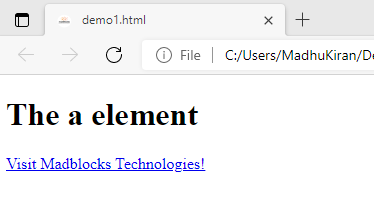 demo1.html
File | C:/Users/MadhuKiran/De
The a element
Visit Madblocks Technologies!